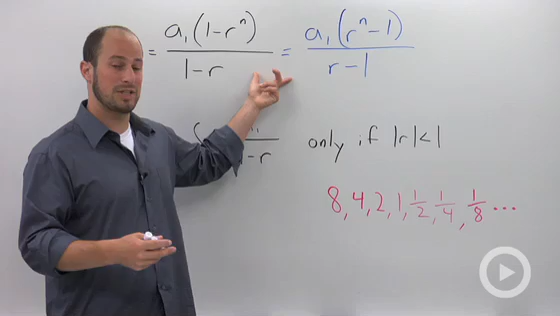 = a₁(1-rⁿ)/(1-r) = a₁(rⁿ-1)/(r-1)
-r only if |r|<1
8, 4, 2, 1, 1/2, 1/4, 1/8 ...